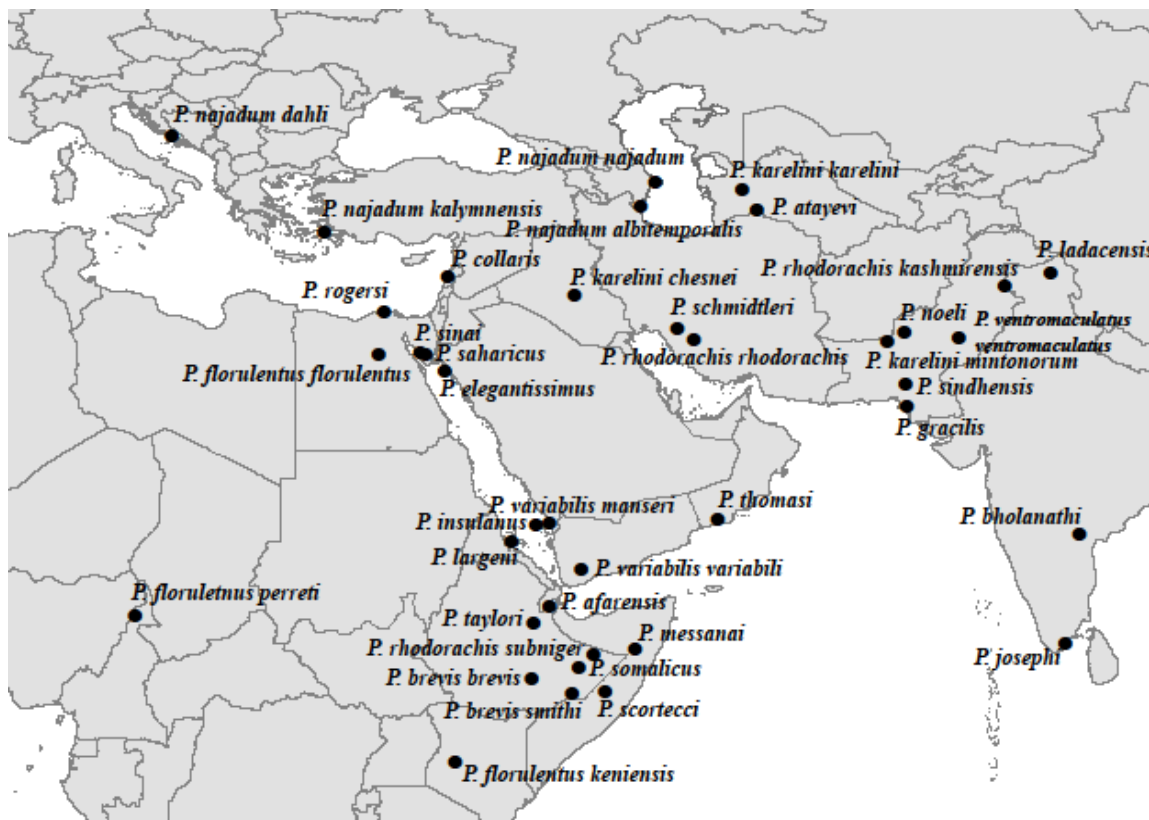 P. najadum dahli
P. najadum najadum
P. karelini karelini
P. najadum kalymnensis
P. atayevi
P. najadum albitemporalis
P. collaris
P. ladacensis
P. rhodorachis kashmirensis
P. karelini chesnei
P. rogersi
P. schmidtleri
P. noeli
P. ventromaculatus
ventromaculatus
P. sinai
P. saharicus
P. rhodorachis rhodorachis
P. karelini mintonorum
P. florulentus florulentus
P. elegantissimus
P. sindhensis
P. gracilis
P. variabilis manseri
P. thomasi
P. insulanus
P. bholanathi
P. largeni
P. variabilis variabili
P. floruletnus perreti
P. afarensis
P. taylori
P. messanai
P. rhodorachis subniger
P. josephi
P. somalicus
P. brevis brevis
P. brevis smithi
P. scortecci
P. florulentus keniensis